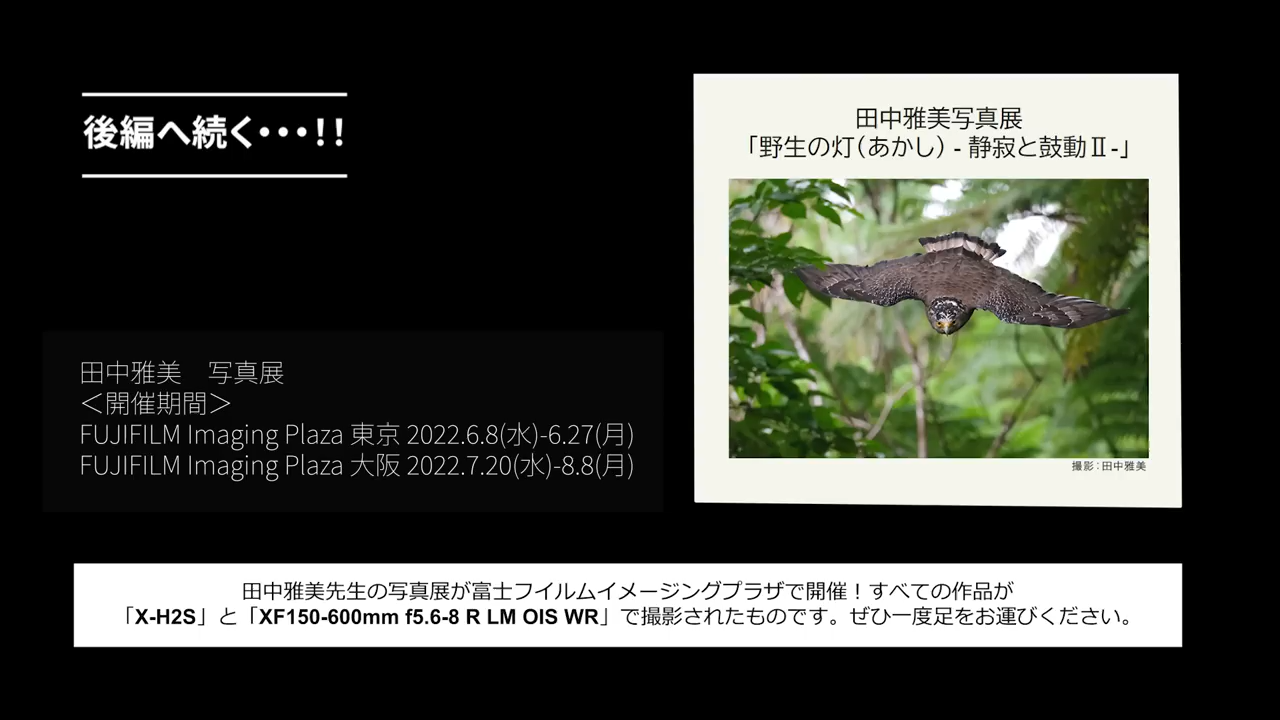 後編へ続く・・・!!
田中雅美写真展
「野生の灯(あかし) - 静寂と鼓動Ⅱ-」
撮影:田中雅美
田中雅美　写真展
＜開催期間＞
FUJIFILM Imaging Plaza 東京 2022.6.8(水)-6.27(月)
FUJIFILM Imaging Plaza 大阪 2022.7.20(水)-8.8(月)
田中雅美先生の写真展が富士フイルムイメージングプラザで開催！すべての作品が
「X-H2S」と「XF150-600mm f5.6-8 R LM OIS WR」で撮影されたものです。ぜひ一度足をお運びください。